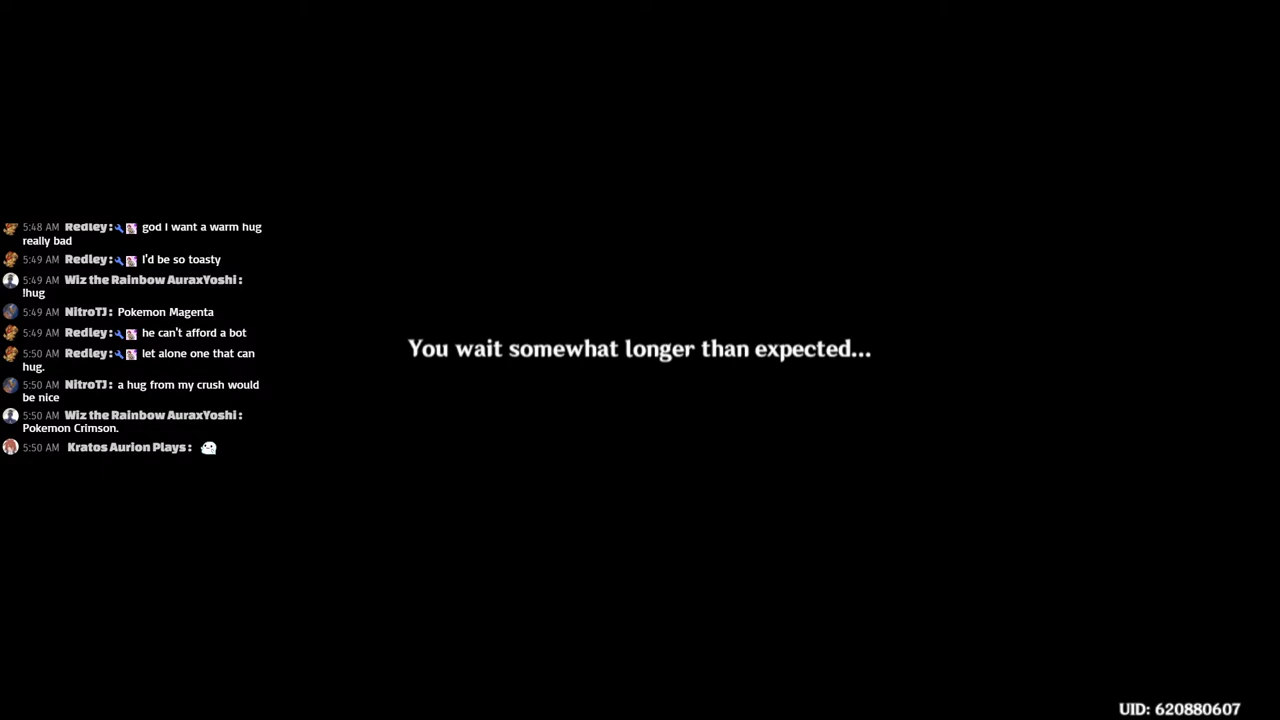 5:48 AM Redley: god I want a warm hug
really bad
5:49 AM Redley: I'd be so toasty
5:49 AM Wiz the Rainbow AuraxYoshi:
!hug
5:49 AM NitroTJ: Pokemon Magenta
5:49 AM Redley: he can't afford a bot
5:50 AM Redley: let alone one that can
hug.
5:50 AM NitroTJ: a hug from my crush would
be nice
5:50 AM Wiz the Rainbow AuraxYoshi:
Pokemon Crimson.
5:50 AM Kratos Aurion Plays:
You wait somewhat longer than expected...
UID: 620880607